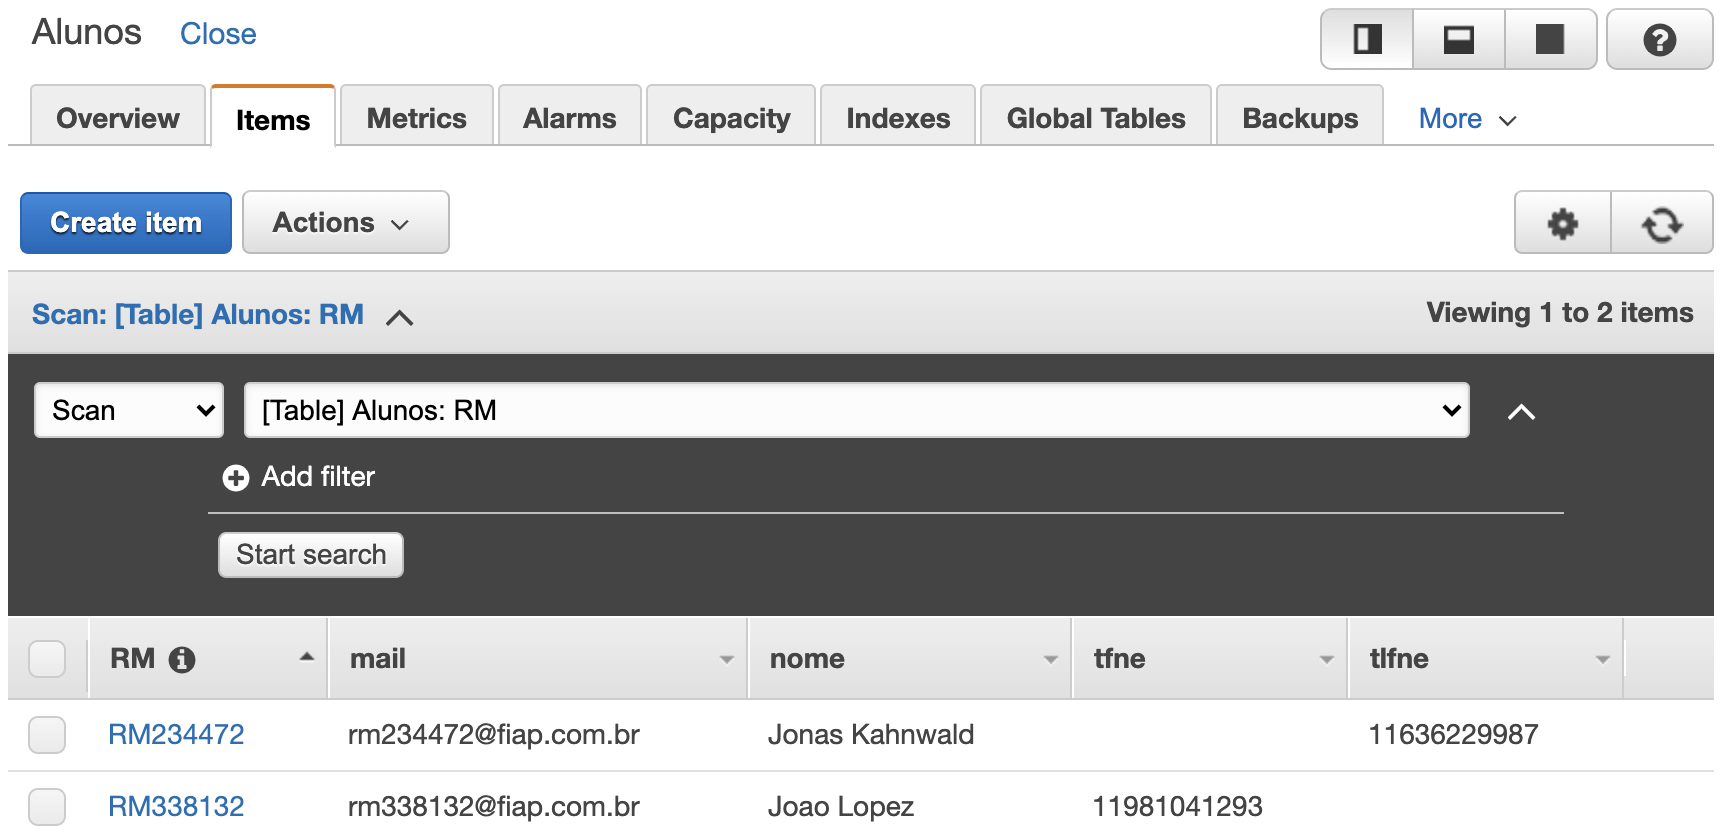 Alunos Close
Overview Items Metrics Alarms Capacity Indexes Global Tables Backups More
Create item Actions
Scan: [Table] Alunos: RM Viewing 1 to 2 items
Scan [Table] Alunos: RM
Add filter
Start search
RM mail nome tfne tlfne
RM234472 rm234472@fiap.com.br Jonas Kahnwald 11636229987
RM338132 rm338132@fiap.com.br Joao Lopez 11981041293